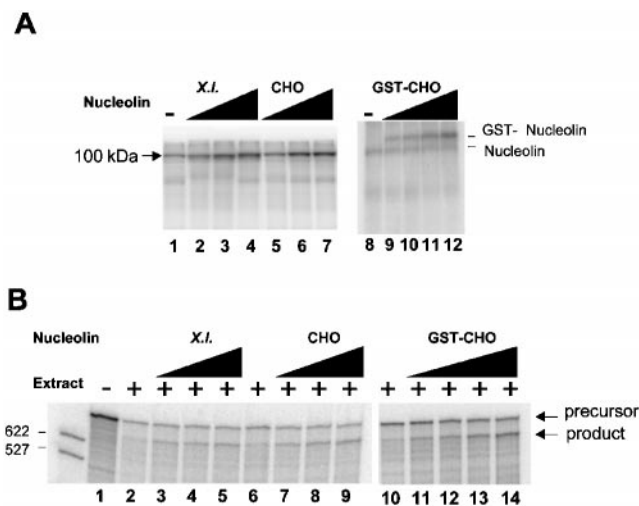 A
X.l. CHO GST-CHO
Nucleolin - -
GST- Nucleolin
100 kDa Nucleolin
1 2 3 4 5 6 7 8 9 10 11 12
B
Nucleolin X.l. CHO GST-CHO
Extract - + + + + + + + + + + + + +
precursor
622 – product
527 –
1 2 3 4 5 6 7 8 9 10 11 12 13 14